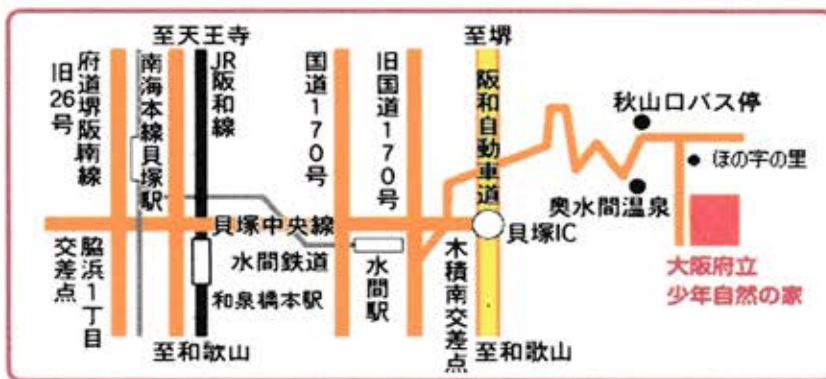 至天王寺
至堺
府道堺阪南線
旧26号
南海本線貝塚駅
JR阪和線
国道170号
旧国道170号
阪和自動車道
秋山口バス停
ほの字の里
奥水間温泉
貝塚中央線
貝塚IC
脇浜1丁目
交差点
水間鉄道
和泉橋本駅
水間駅
木積南交差点
大阪府立
少年自然の家
至和歌山
至和歌山